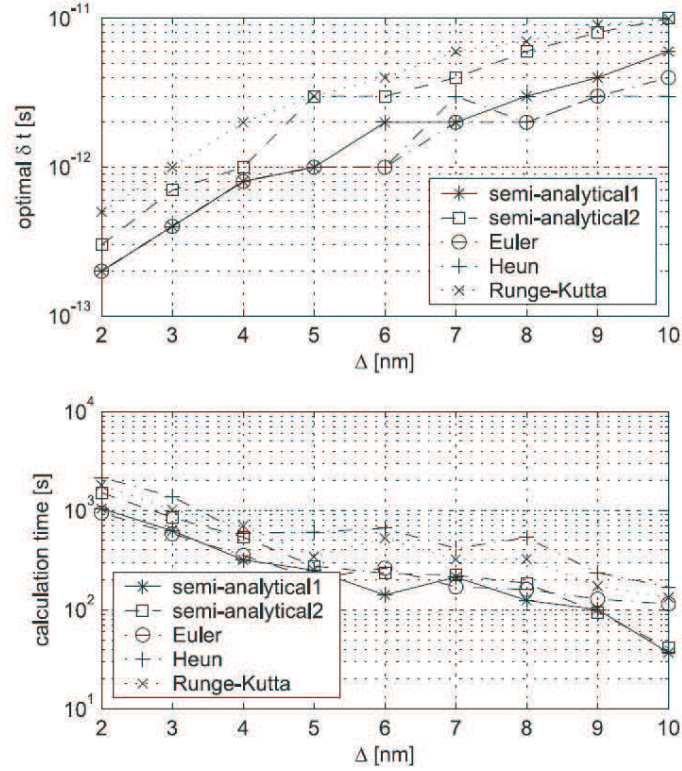 10^-11
10^-12
10^-13
optimal δ t [s]
semi-analytical1
semi-analytical2
Euler
Heun
Runge-Kutta
2 3 4 5 6 7 8 9 10
Δ [nm]
10^4
10^3
10^2
10^1
calculation time [s]
semi-analytical1
semi-analytical2
Euler
Heun
Runge-Kutta
2 3 4 5 6 7 8 9 10
Δ [nm]